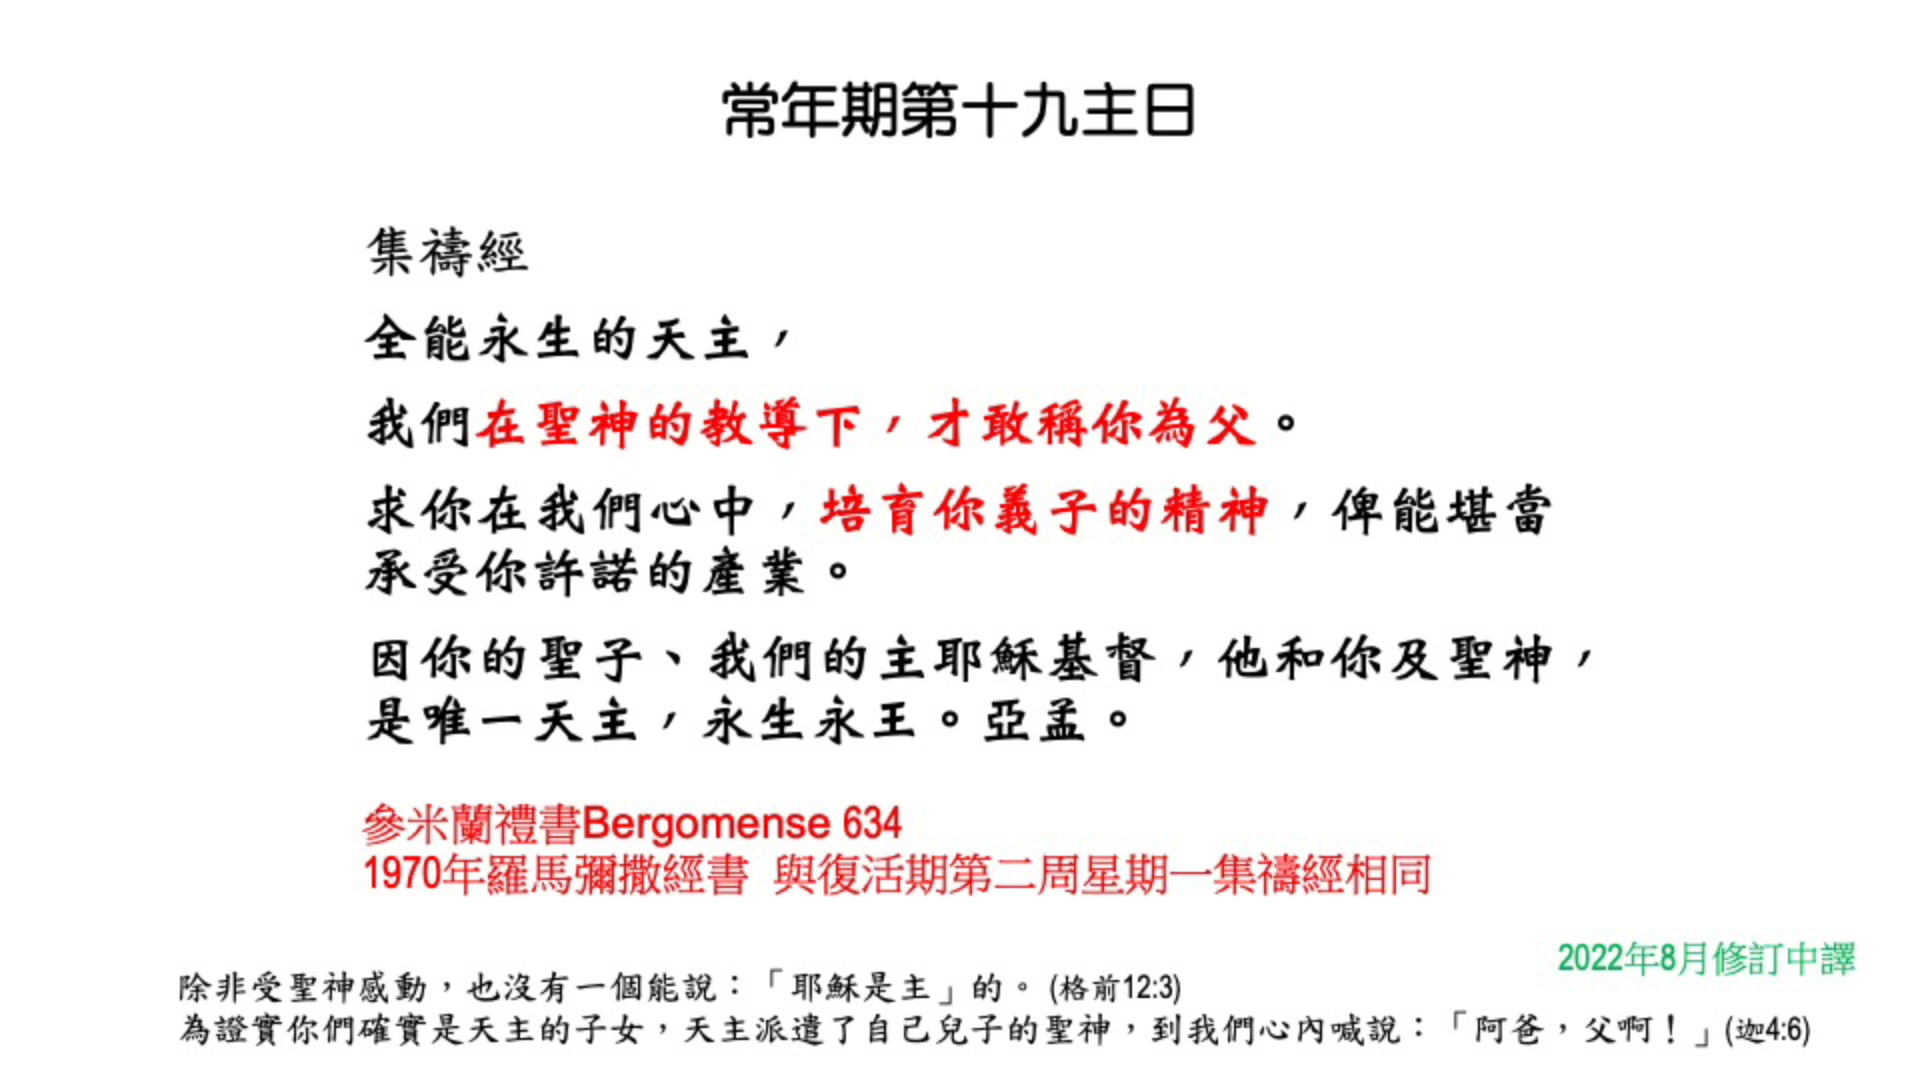 常年期第十九主日
集禱經
全能永生的天主，
我們在聖神的教導下，才敢稱你為父。
求你在我們心中，培育你義子的精神，俾能堪當
承受你許諾的產業。
因你的聖子、我們的主耶穌基督，他和你及聖神，
是唯一天主，永生永王。亞孟。
參米蘭禮書Bergomense 634
1970年羅馬彌撒經書 與復活期第二周星期一集禱經相同
2022年8月修訂中譯
除非受聖神感動，也沒有一個能說：「耶穌是主」的。 (格前12:3)
為證實你們確實是天主的子女，天主派遣了自己兒子的聖神，到我們心內喊說：「阿爸，父啊！」(迦4:6)